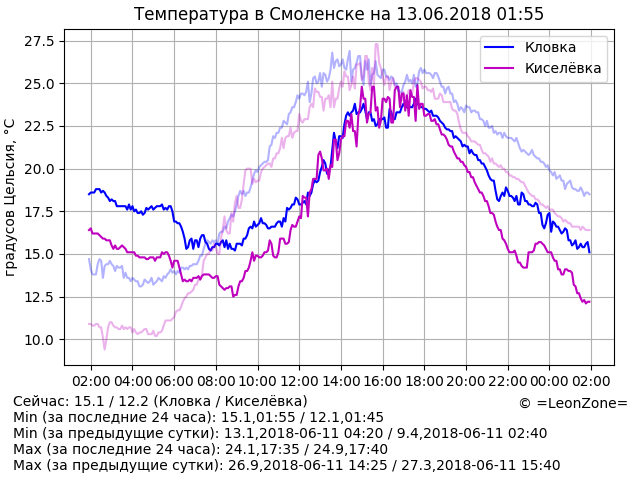 Температура в Смоленске на 13.06.2018 01:55
27.5
25.0
22.5
20.0
17.5
15.0
12.5
10.0
градусов Цельсия, °C
Кловка
Киселёвка
02:00 04:00 06:00 08:00 10:00 12:00 14:00 16:00 18:00 20:00 22:00 00:00 02:00
Сейчас: 15.1 / 12.2 (Кловка / Киселёвка)
© =LeonZone=
Min (за последние 24 часа): 15.1,01:55 / 12.1,01:45
Min (за предыдущие сутки): 13.1,2018-06-11 04:20 / 9.4,2018-06-11 02:40
Max (за последние 24 часа): 24.1,17:35 / 24.9,17:40
Max (за предыдущие сутки): 26.9,2018-06-11 14:25 / 27.3,2018-06-11 15:40